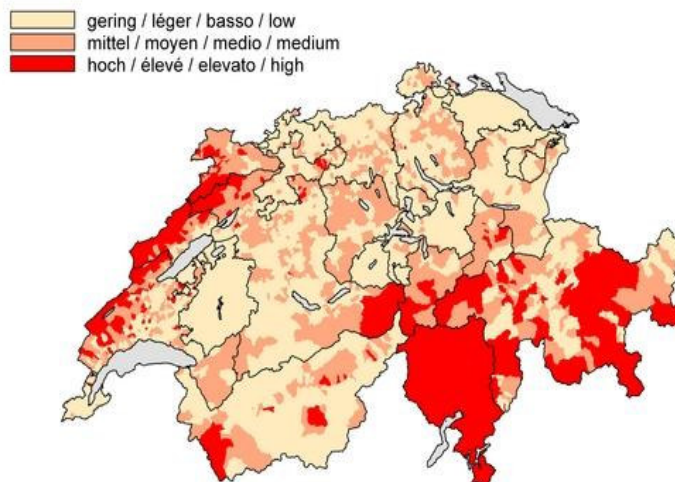 gering / léger / basso / low
mittel / moyen / medio / medium
hoch / élevé / elevato / high